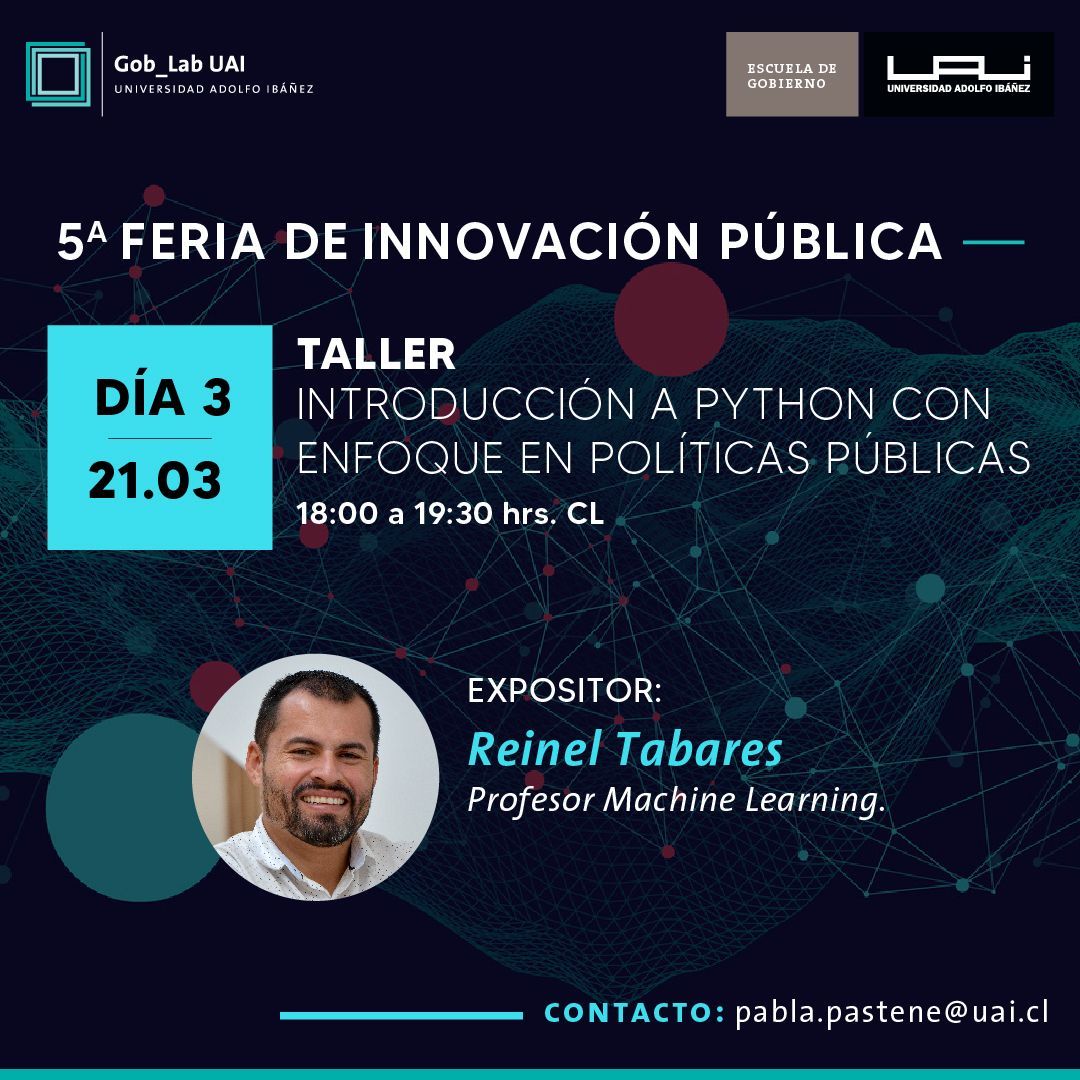 Gob_Lab UAI
UNIVERSIDAD ADOLFO IBÁÑEZ
ESCUELA DE
GOBIERNO
UAI
UNIVERSIDAD ADOLFO IBÁÑEZ
5ª FERIA DE INNOVACIÓN PÚBLICA
DÍA 3
21.03
TALLER
INTRODUCCIÓN A PYTHON CON
ENFOQUE EN POLÍTICAS PÚBLICAS
18:00 a 19:30 hrs. CL
EXPOSITOR:
Reinel Tabares
Profesor Machine Learning.
CONTACTO: pabla.pastene@uai.cl